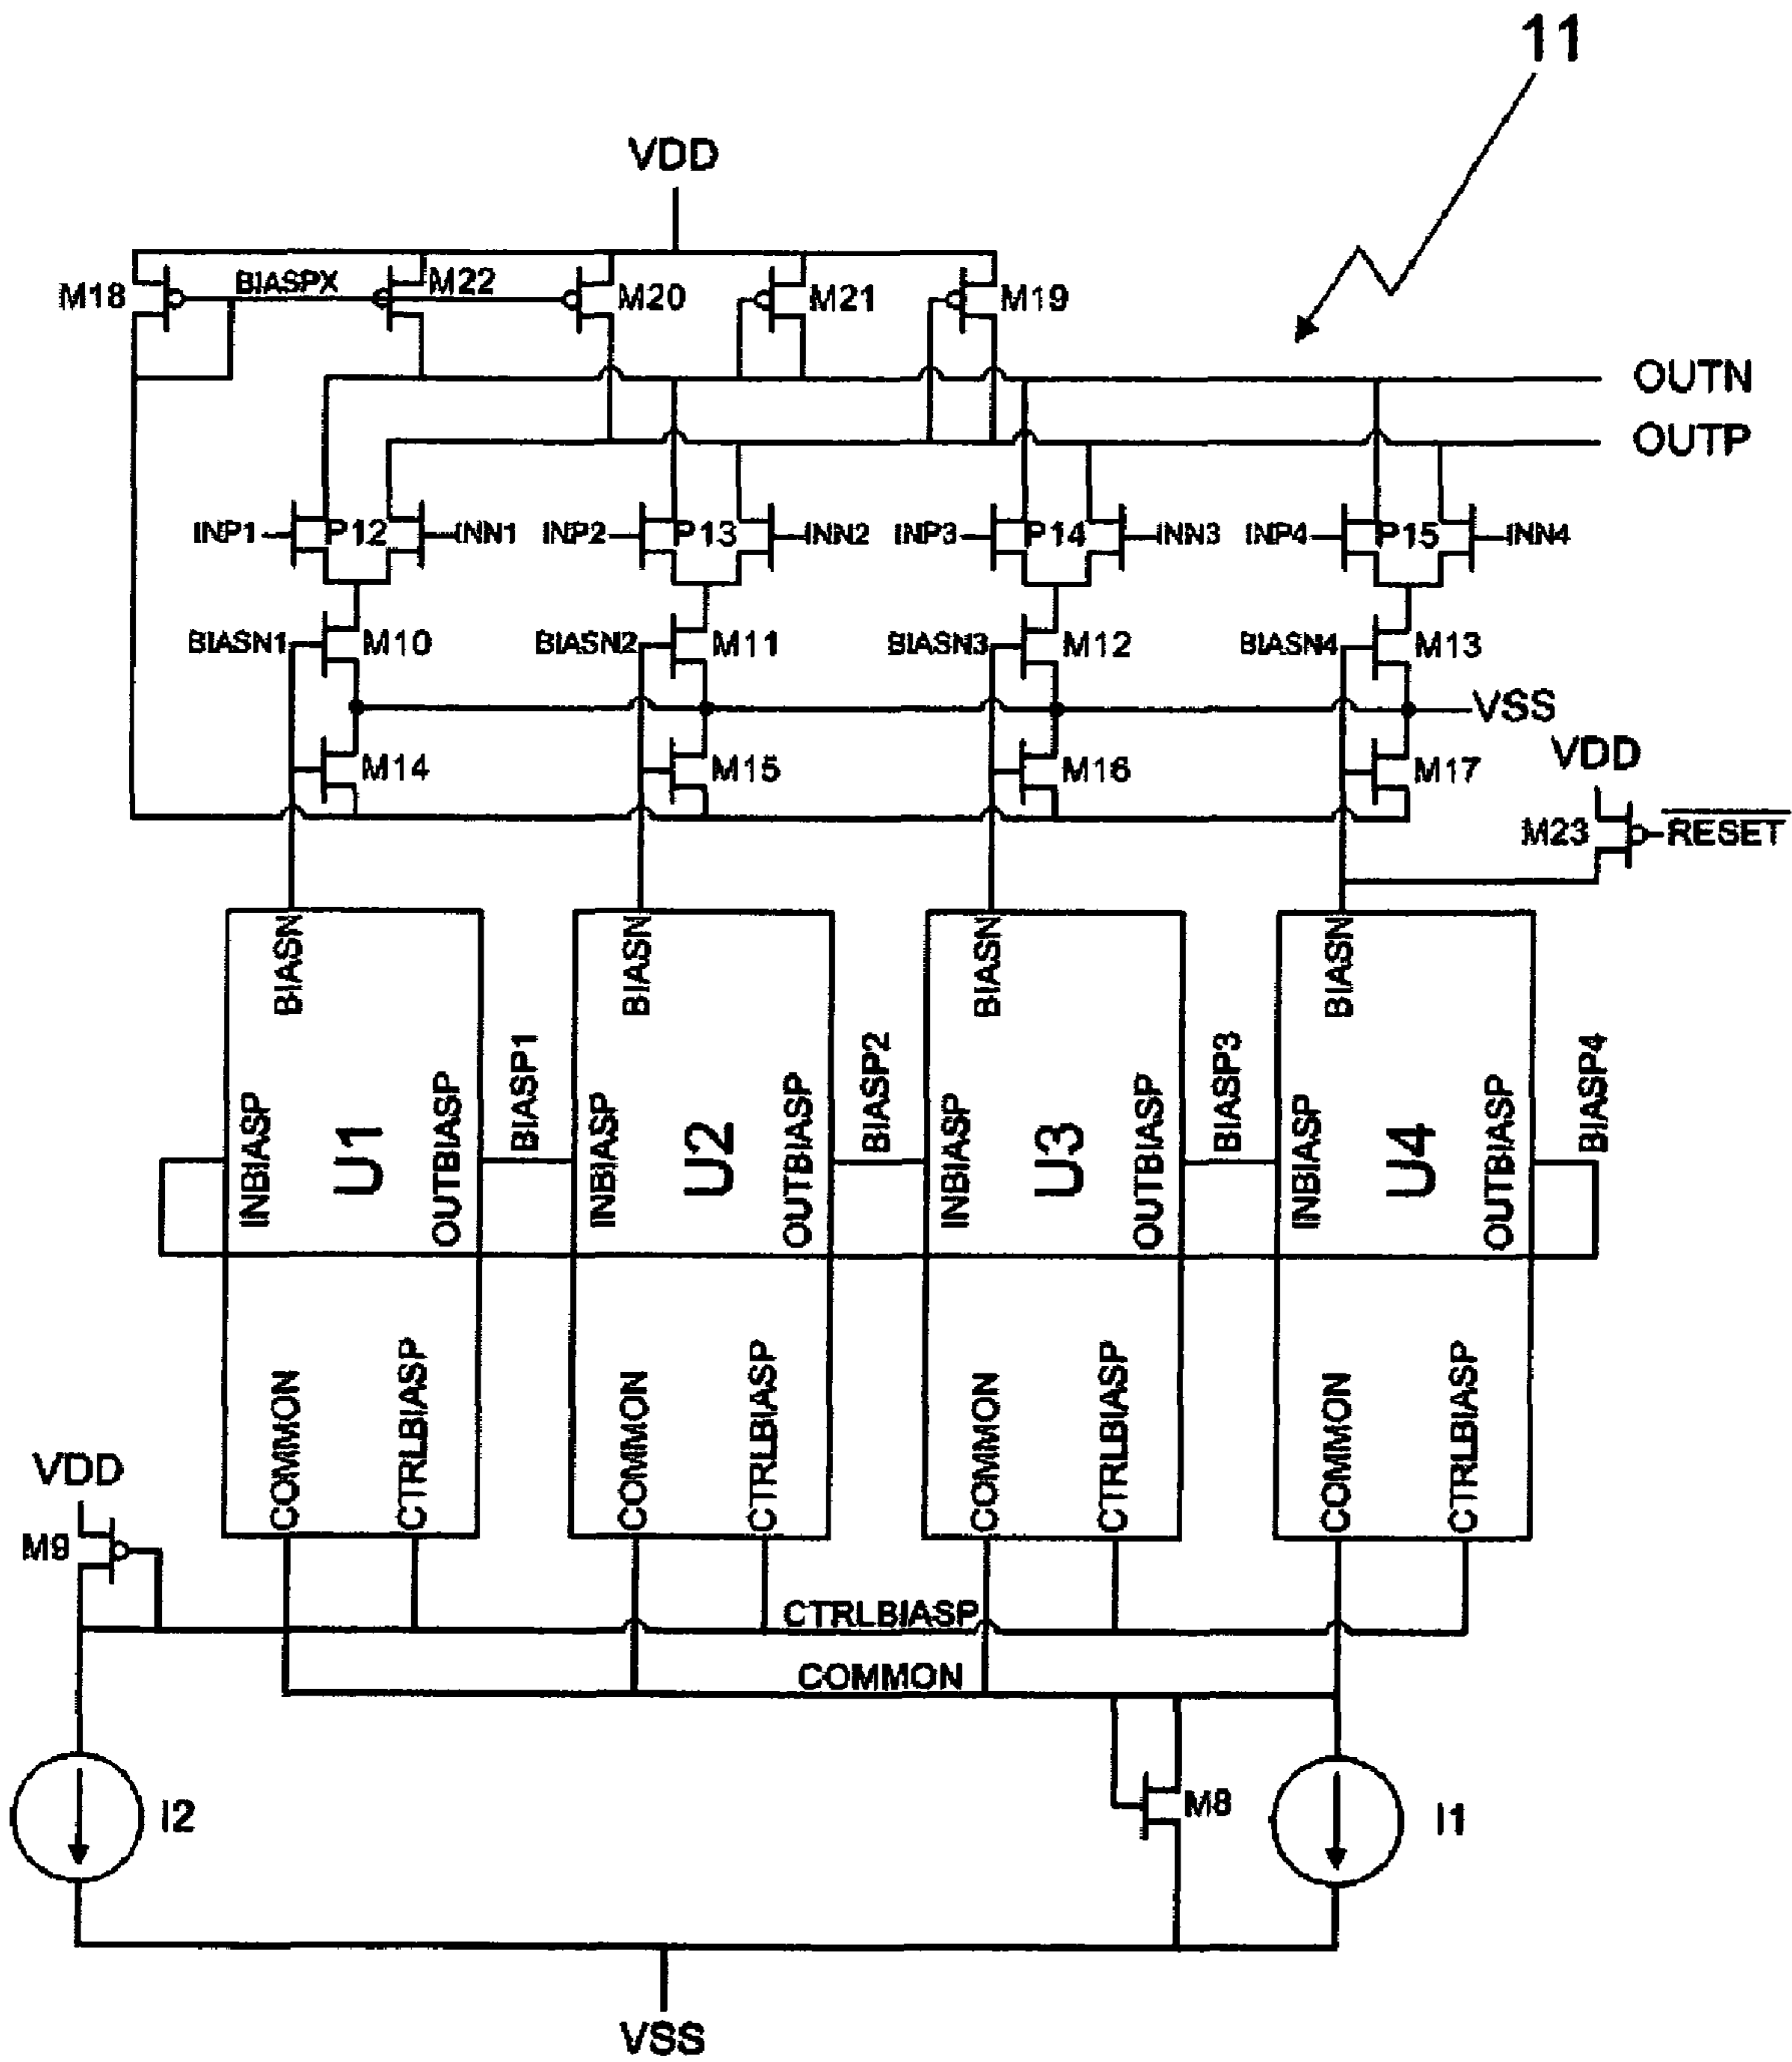 11
VDD
M18 BIASPX M22 M20 M21 M19
OUTN
OUTP
INP1 P12 INN1 INP2 P13 INN2 INP3 P14 INN3 INP4 P15 INN4
BIASN1 M10 BIASN2 M11 BIASN3 M12 BIASN4 M13
VSS
M14 M15 M16 M17 VDD
M23 RESET
BIASN BIASN BIASN BIASN
INBIASP U1 OUTBIASP BIASP1 INBIASP U2 OUTBIASP BIASP2 INBIASP U3 OUTBIASP BIASP3 INBIASP U4 OUTBIASP BIASP4
COMMON CTRLBIASP COMMON CTRLBIASP COMMON CTRLBIASP COMMON CTRLBIASP
VDD
M9
CTRLBIASP
COMMON
I2 M8 I1
VSS